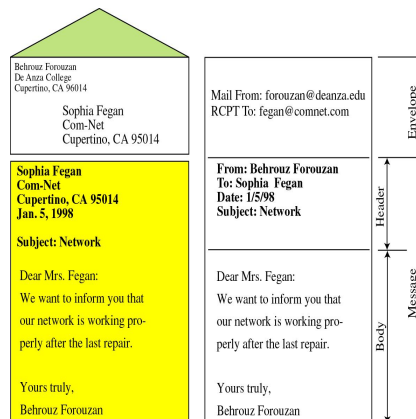 Behrouz Forouzan
De Anza College
Cupertino, CA 96014
Sophia Fegan
Com-Net
Cupertino, CA 95014
Sophia Fegan
Com-Net
Cupertino, CA 95014
Jan. 5, 1998
Subject: Network
Dear Mrs. Fegan:
We want to inform you that
our network is working pro-
perly after the last repair.
Yours truly,
Behrouz Forouzan
Mail From: forouzan@deanza.edu
RCPT To: fegan@comnet.com
From: Behrouz Forouzan
To: Sophia Fegan
Date: 1/5/98
Subject: Network
Dear Mrs. Fegan:
We want to inform you that
our network is working pro-
perly after the last repair.
Yours truly,
Behrouz Forouzan
Envelope
Header
Message
Body